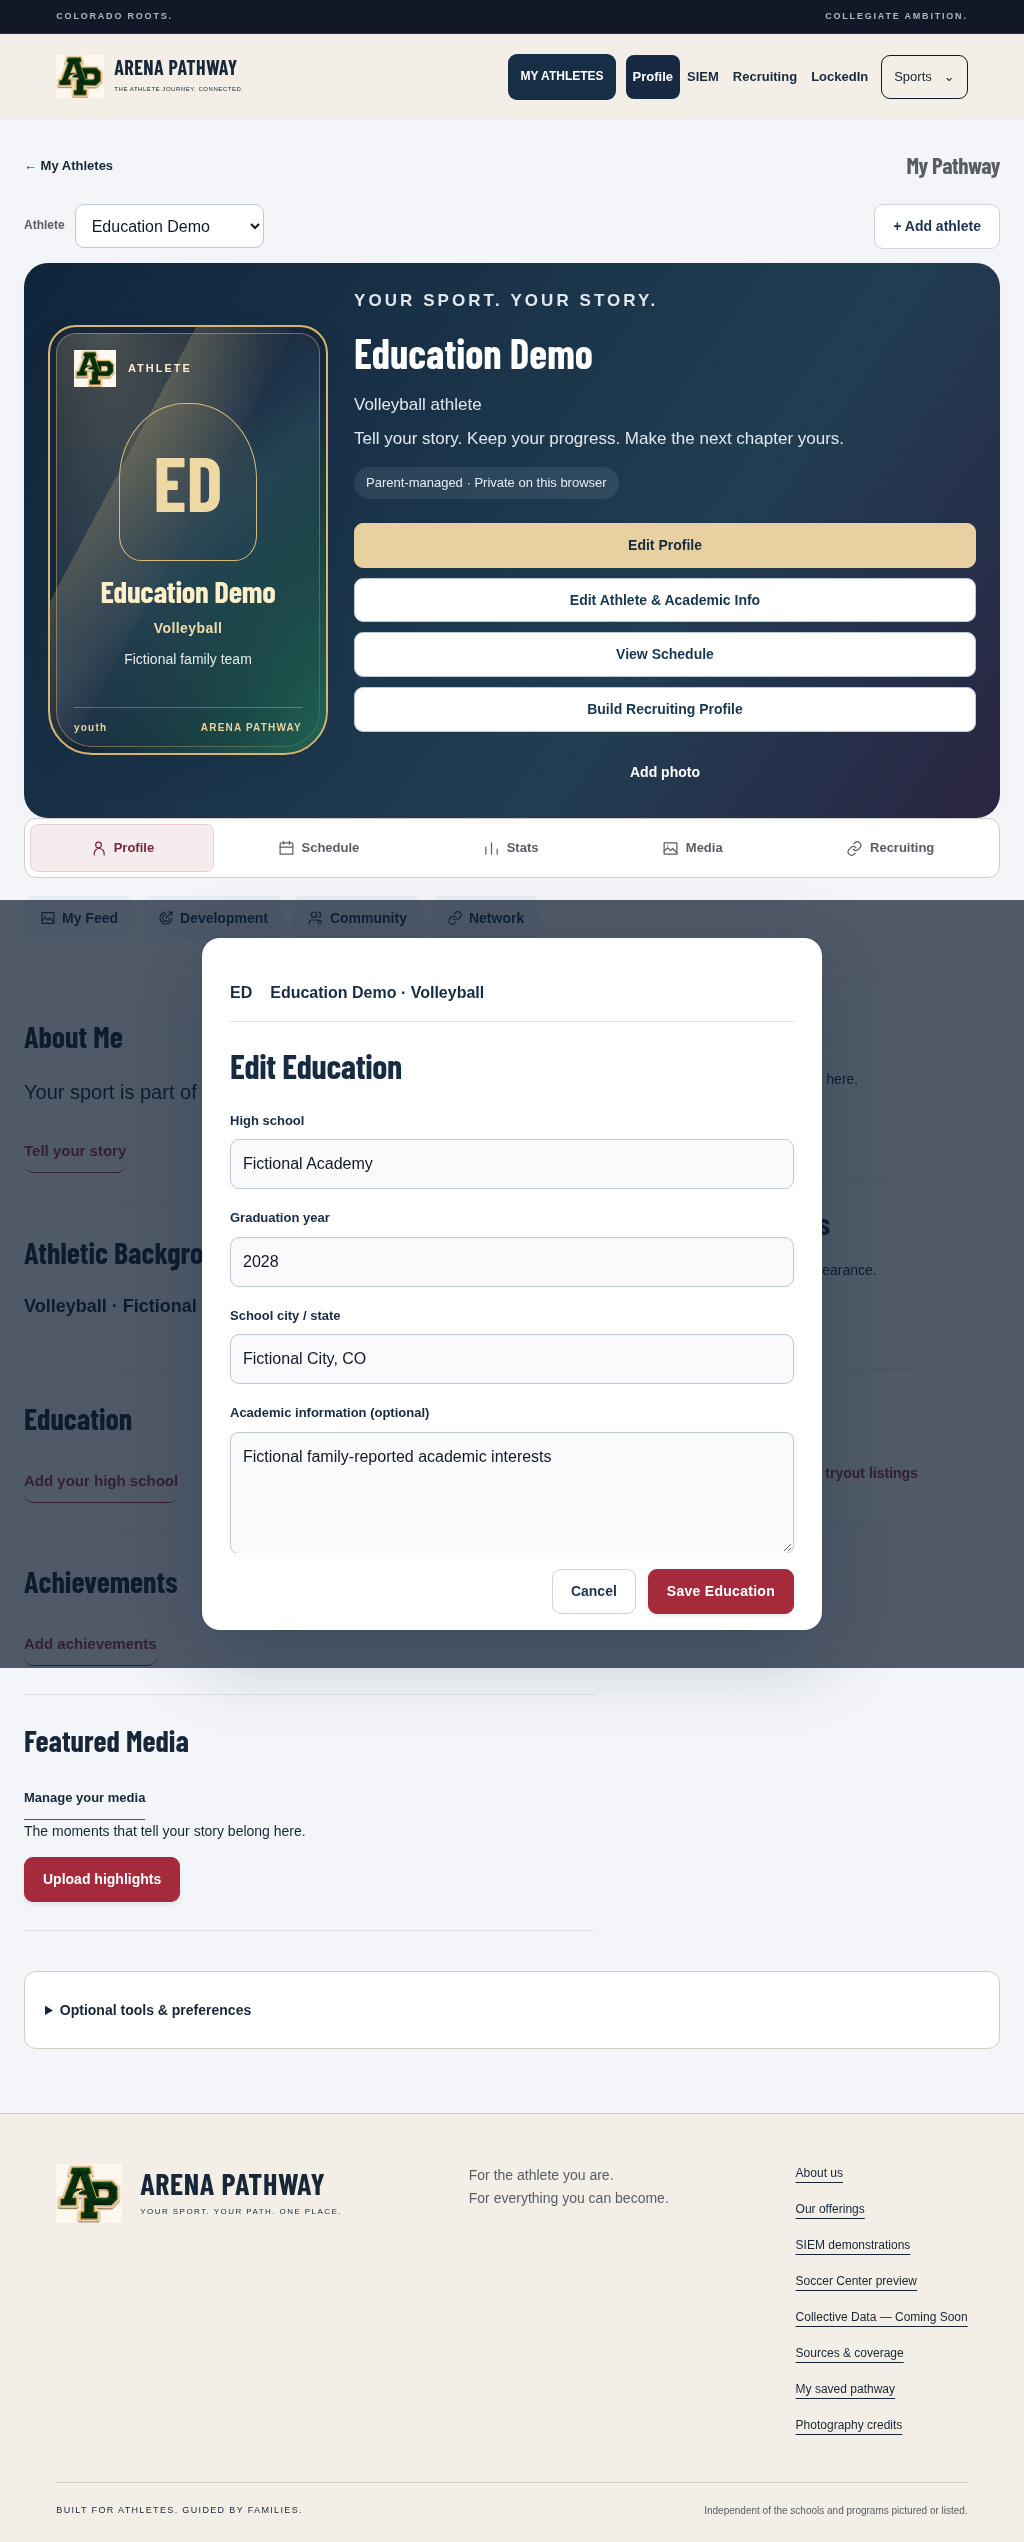 COLORADO ROOTS.
COLLEGIATE AMBITION.
AP
ARENA PATHWAY
THE ATHLETE JOURNEY, CONNECTED.
MY ATHLETES
Profile
SIEM
Recruiting
LockedIn
Sports
← My Athletes
My Pathway
Athlete
Education Demo
+ Add athlete
AP
ATHLETE
ED
Education Demo
Volleyball
Fictional family team
youth
ARENA PATHWAY
YOUR SPORT. YOUR STORY.
Education Demo
Volleyball athlete
Tell your story. Keep your progress. Make the next chapter yours.
Parent-managed · Private on this browser
Edit Profile
Edit Athlete & Academic Info
View Schedule
Build Recruiting Profile
Add photo
Profile
Schedule
Stats
Media
Recruiting
My Feed
Development
Community
Network
About Me
Your sport is part of
here.
Tell your story
Athletic Backgro
s
Volleyball · Fictional
earance.
Education
Add your high school
tryout listings
Achievements
Add achievements
ED
Education Demo · Volleyball
Edit Education
High school
Fictional Academy
Graduation year
2028
School city / state
Fictional City, CO
Academic information (optional)
Fictional family-reported academic interests
Cancel
Save Education
Featured Media
Manage your media
The moments that tell your story belong here.
Upload highlights
Optional tools & preferences
AP
ARENA PATHWAY
YOUR SPORT. YOUR PATH. ONE PLACE.
For the athlete you are.
For everything you can become.
About us
Our offerings
SIEM demonstrations
Soccer Center preview
Collective Data — Coming Soon
Sources & coverage
My saved pathway
Photography credits
BUILT FOR ATHLETES. GUIDED BY FAMILIES.
Independent of the schools and programs pictured or listed.